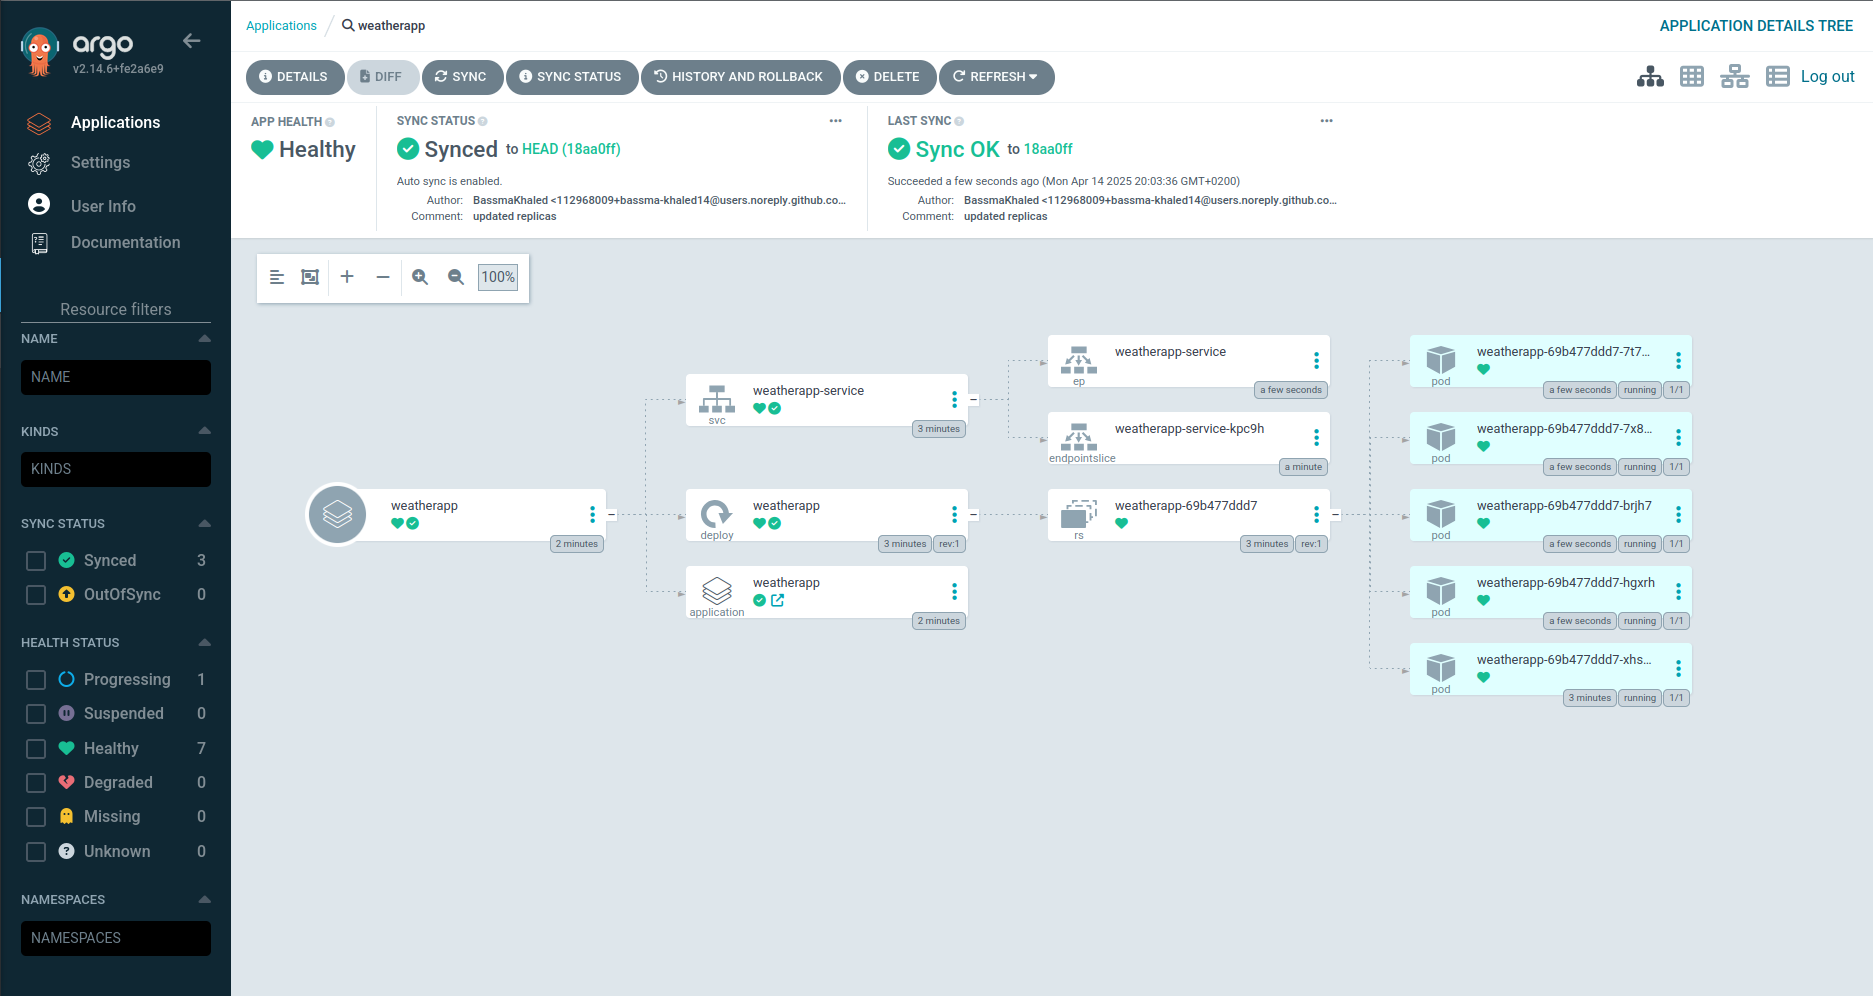 argo
v2.14.6+fe2a6e9
Applications
Settings
User Info
Documentation
Resource filters
NAME
NAME
KINDS
KINDS
SYNC STATUS
Synced 3
OutOfSync 0
HEALTH STATUS
Progressing 1
Suspended 0
Healthy 7
Degraded 0
Missing 0
Unknown 0
NAMESPACES
NAMESPACES
Applications / weatherapp
APPLICATION DETAILS TREE
DETAILS DIFF SYNC SYNC STATUS HISTORY AND ROLLBACK DELETE REFRESH
Log out
APP HEALTH
Healthy
SYNC STATUS
Synced to HEAD (18aa0ff)
Auto sync is enabled.
Author: BassmaKhaled <112968009+bassma-khaled14@users.noreply.github.co...
Comment: updated replicas
LAST SYNC
Sync OK to 18aa0ff
Succeeded a few seconds ago (Mon Apr 14 2025 20:03:36 GMT+0200)
Author: BassmaKhaled <112968009+bassma-khaled14@users.noreply.github.co...
Comment: updated replicas
100%
weatherapp
2 minutes
weatherapp-service
svc
3 minutes
weatherapp
deploy
3 minutes rev:1
weatherapp
application
2 minutes
weatherapp-service
ep
a few seconds
weatherapp-service-kpc9h
endpointslice
a minute
weatherapp-69b477ddd7
rs
3 minutes rev:1
weatherapp-69b477ddd7-7t7...
pod
a few seconds running 1/1
weatherapp-69b477ddd7-7x8...
pod
a few seconds running 1/1
weatherapp-69b477ddd7-brjh7
pod
a few seconds running 1/1
weatherapp-69b477ddd7-hgxrh
pod
a few seconds running 1/1
weatherapp-69b477ddd7-xhs...
pod
3 minutes running 1/1